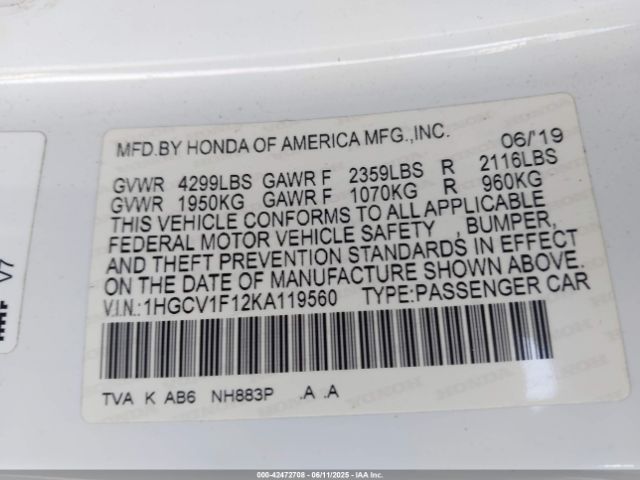 MFD.BY HONDA OF AMERICA MFG.,INC. 06/'19
GVWR 4299LBS GAWR F 2359LBS R 2116LBS
GVWR 1950KG GAWR F 1070KG R 960KG
THIS VEHICLE CONFORMS TO ALL APPLICABLE
FEDERAL MOTOR VEHICLE SAFETY , BUMPER,
AND THEFT PREVENTION STANDARDS IN EFFECT
ON THE DATE OF MANUFACTURE SHOWN ABOVE.
V.I.N.:1HGCV1F12KA119560 TYPE:PASSENGER CAR
TVA K AB6 NH883P .A .A
V7
000-42472708 - 06/11/2025 - IAA Inc.